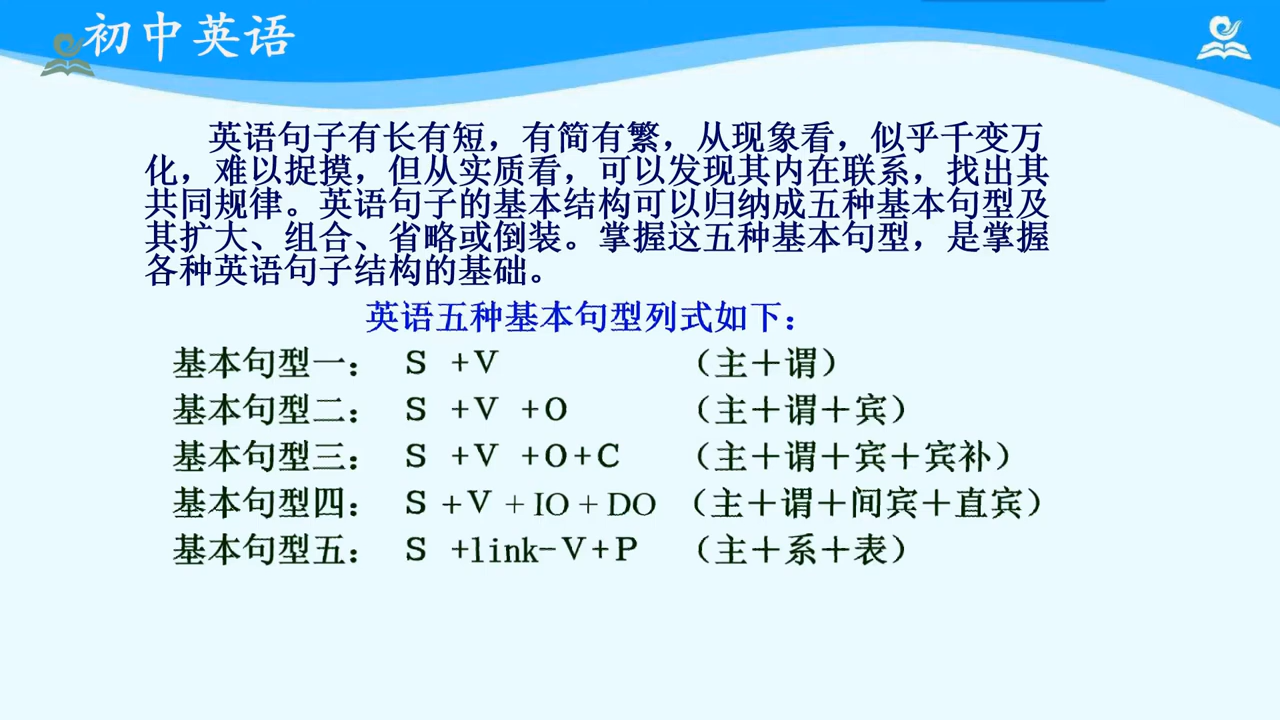 初中英语
英语句子有长有短，有简有繁，从现象看，似乎千变万
化，难以捉摸，但从实质看，可以发现其内在联系，找出其
共同规律。英语句子的基本结构可以归纳成五种基本句型及
其扩大、组合、省略或倒装。掌握这五种基本句型，是掌握
各种英语句子结构的基础。
英语五种基本句型列式如下：
基本句型一： S +V （主＋谓）
基本句型二： S +V +O （主＋谓＋宾）
基本句型三： S +V +O+C （主＋谓＋宾＋宾补）
基本句型四： S +V + IO + DO （主＋谓＋间宾＋直宾）
基本句型五： S +link-V+P （主＋系＋表）